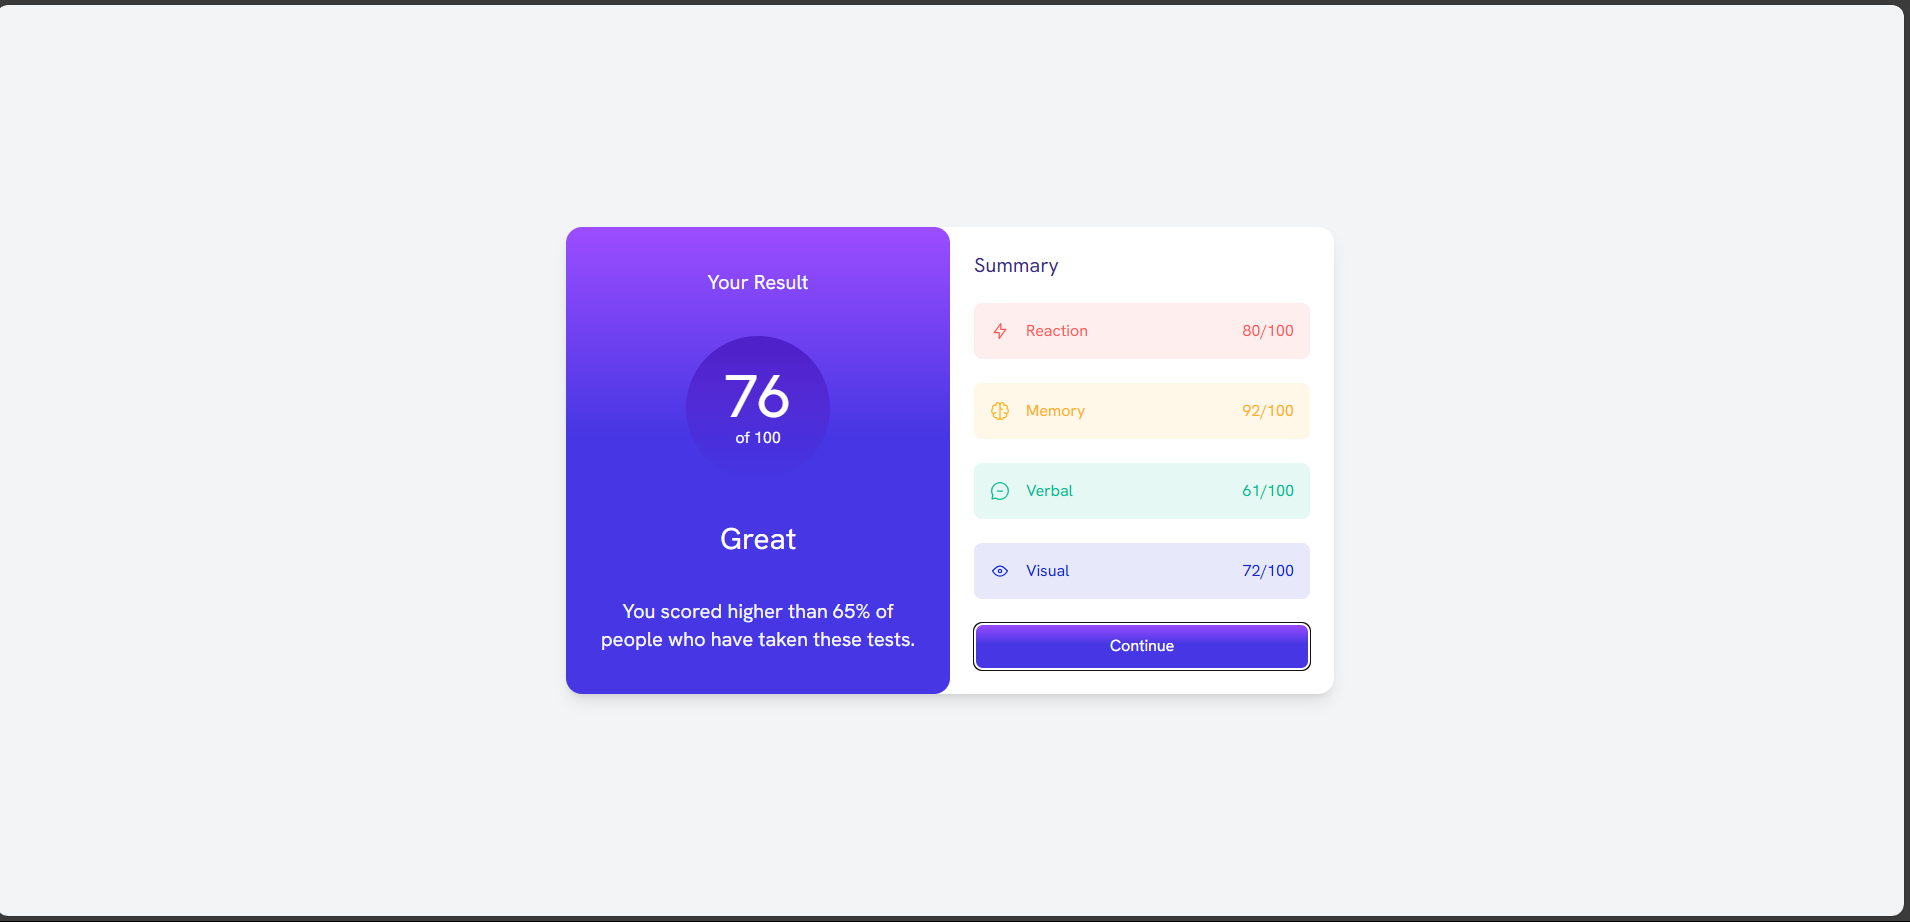 Your Result
76
of 100
Great
You scored higher than 65% of
people who have taken these tests.
Summary
Reaction 80/100
Memory 92/100
Verbal 61/100
Visual 72/100
Continue